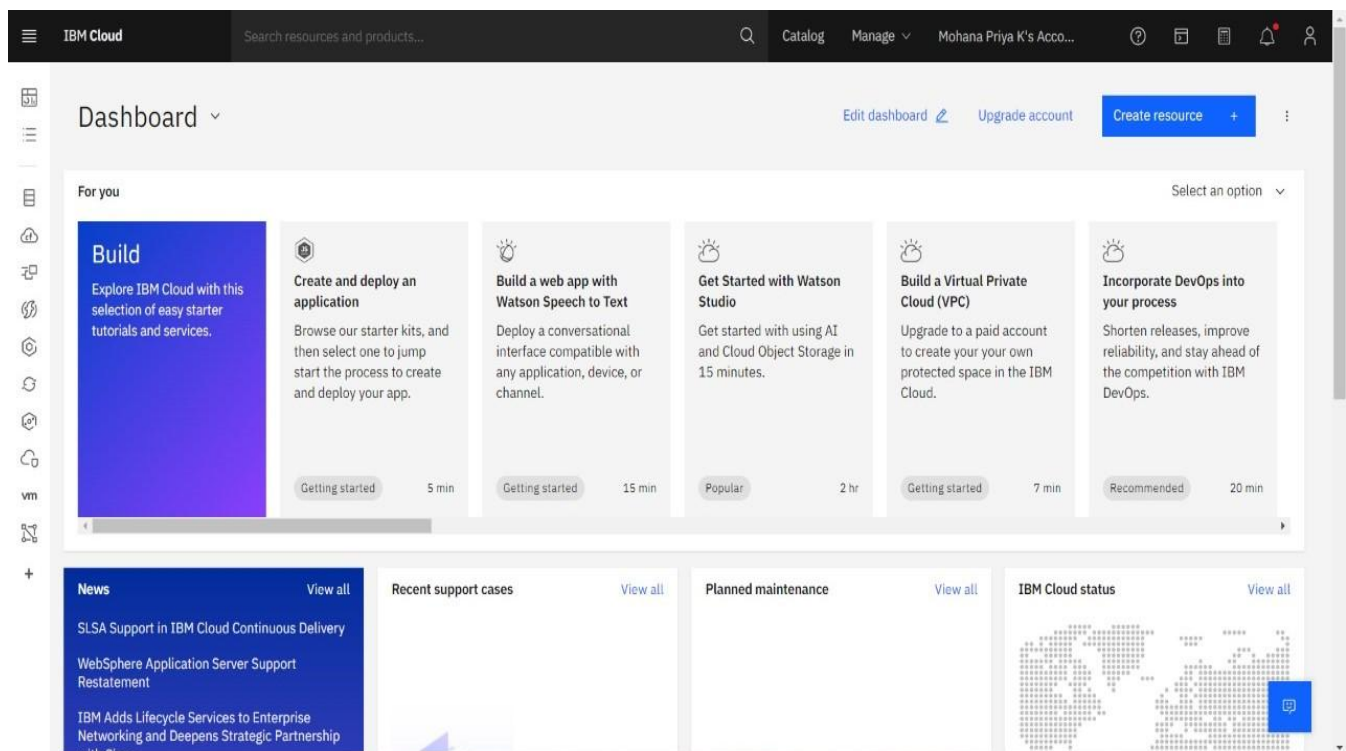 IBM Cloud
Search resources and products...
Catalog
Manage
Mohana Priya K's Acco...
Dashboard
Edit dashboard
Upgrade account
Create resource +
For you
Select an option
Build
Explore IBM Cloud with this
selection of easy starter
tutorials and services.
Create and deploy an
application
Browse our starter kits, and
then select one to jump
start the process to create
and deploy your app.
Getting started 5 min
Build a web app with
Watson Speech to Text
Deploy a conversational
interface compatible with
any application, device, or
channel.
Getting started 15 min
Get Started with Watson
Studio
Get started with using AI
and Cloud Object Storage in
15 minutes.
Popular 2 hr
Build a Virtual Private
Cloud (VPC)
Upgrade to a paid account
to create your your own
protected space in the IBM
Cloud.
Getting started 7 min
Incorporate DevOps into
your process
Shorten releases, improve
reliability, and stay ahead of
the competition with IBM
DevOps.
Recommended 20 min
vm
News View all
SLSA Support in IBM Cloud Continuous Delivery
WebSphere Application Server Support
Restatement
IBM Adds Lifecycle Services to Enterprise
Networking and Deepens Strategic Partnership
Recent support cases View all
Planned maintenance View all
IBM Cloud status View all